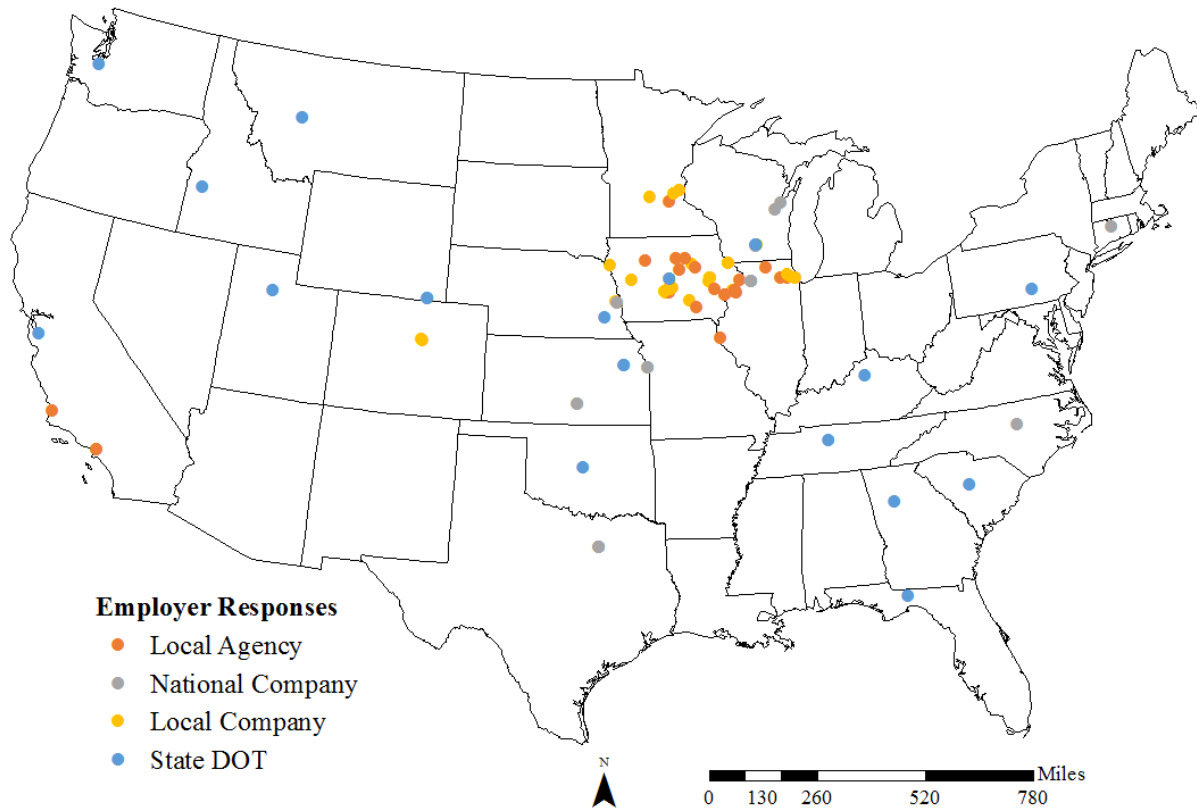 Employer Responses
Local Agency
National Company
Local Company
State DOT
N
Miles
0 130 260 520 780